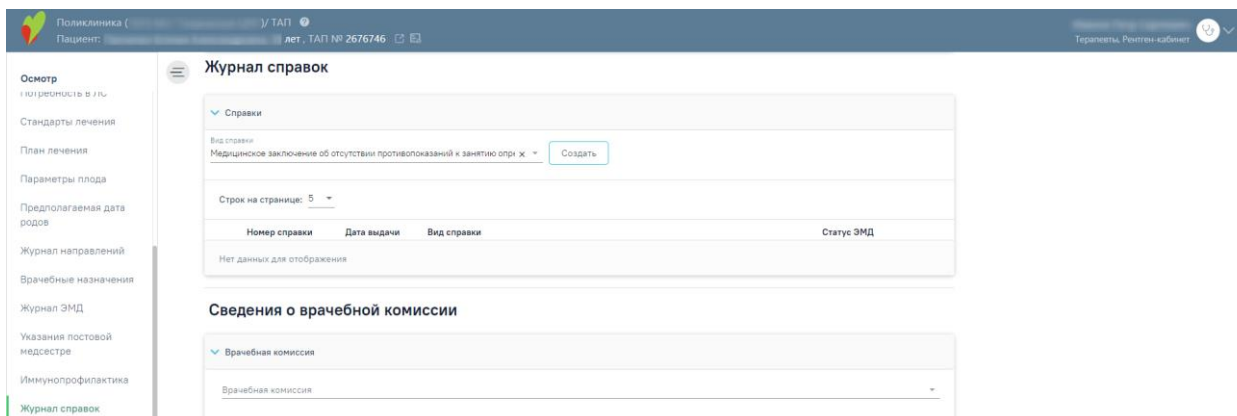 Поликлиника ( )/ ТАП
Пациент: лет, ТАП № 2676746
Терапевты, Рентген-кабинет
Осмотр
Потребность в ЛС
Стандарты лечения
План лечения
Параметры плода
Предполагаемая дата
родов
Журнал направлений
Врачебные назначения
Журнал ЭМД
Указания постовой
медсестре
Иммунопрофилактика
Журнал справок
Журнал справок
Справки
Вид справки
Медицинское заключение об отсутствии противопоказаний к занятию опре
Создать
Строк на странице: 5
Номер справки Дата выдачи Вид справки Статус ЭМД
Нет данных для отображения
Сведения о врачебной комиссии
Врачебная комиссия
Врачебная комиссия